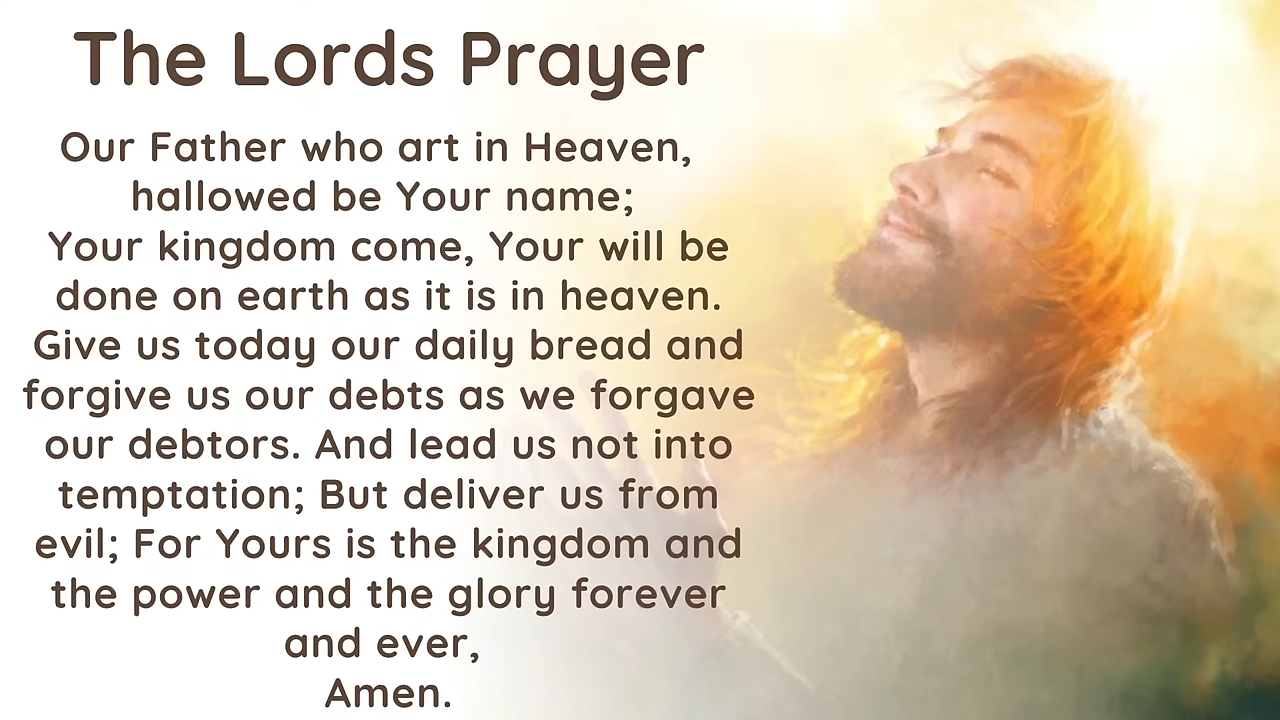 The Lords Prayer
Our Father who art in Heaven,
hallowed be Your name;
Your kingdom come, Your will be
done on earth as it is in heaven.
Give us today our daily bread and
forgive us our debts as we forgave
our debtors. And lead us not into
temptation; But deliver us from
evil; For Yours is the kingdom and
the power and the glory forever
and ever,
Amen.